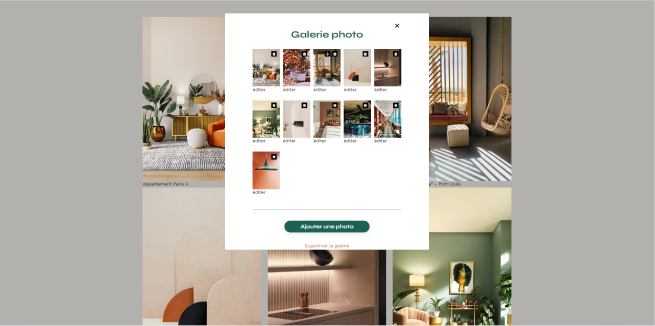 Galerie photo
éditer éditer éditer éditer éditer
éditer éditer éditer éditer éditer
éditer
Ajouter une photo
Supprimer la galerie
Appartement Paris V
" – Port Louis